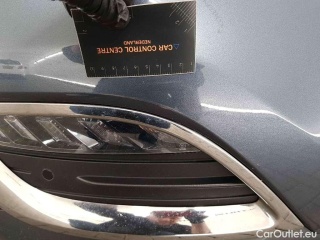 CAR CONTROL
CENTRE
NEDERLAND
CarOutlet.eu